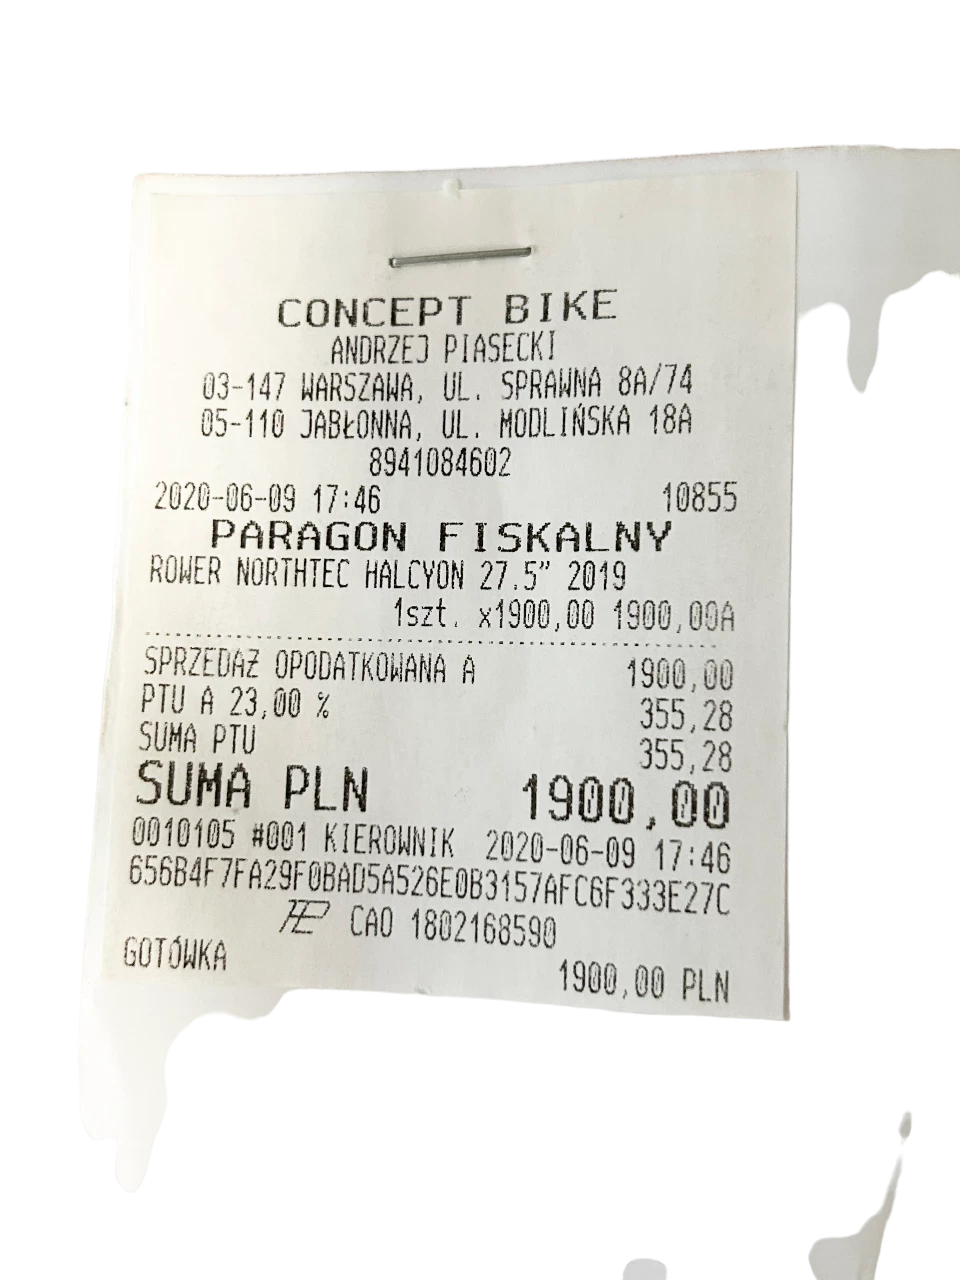 CONCEPT BIKE
ANDRZEJ PIASECKI
03-147 WARSZAWA, UL. SPRAWNA 8A/74
05-110 JABŁONNA, UL. MODLIŃSKA 18A
8941084602
2020-06-09 17:46 10855
PARAGON FISKALNY
ROWER NORTHTEC HALCYON 27.5” 2019
1szt. x1900,00 1900,00A
SPRZEDAŻ OPODATKOWANA A 1900,00
PTU A 23,00 % 355,28
SUMA PTU 355,28
SUMA PLN 1900,00
0010105 #001 KIEROWNIK 2020-06-09 17:46
656B4F7FA29F0BAD5A526E0B3157AFC6F333E27C
CAO 1802168590
GOTÓWKA 1900,00 PLN